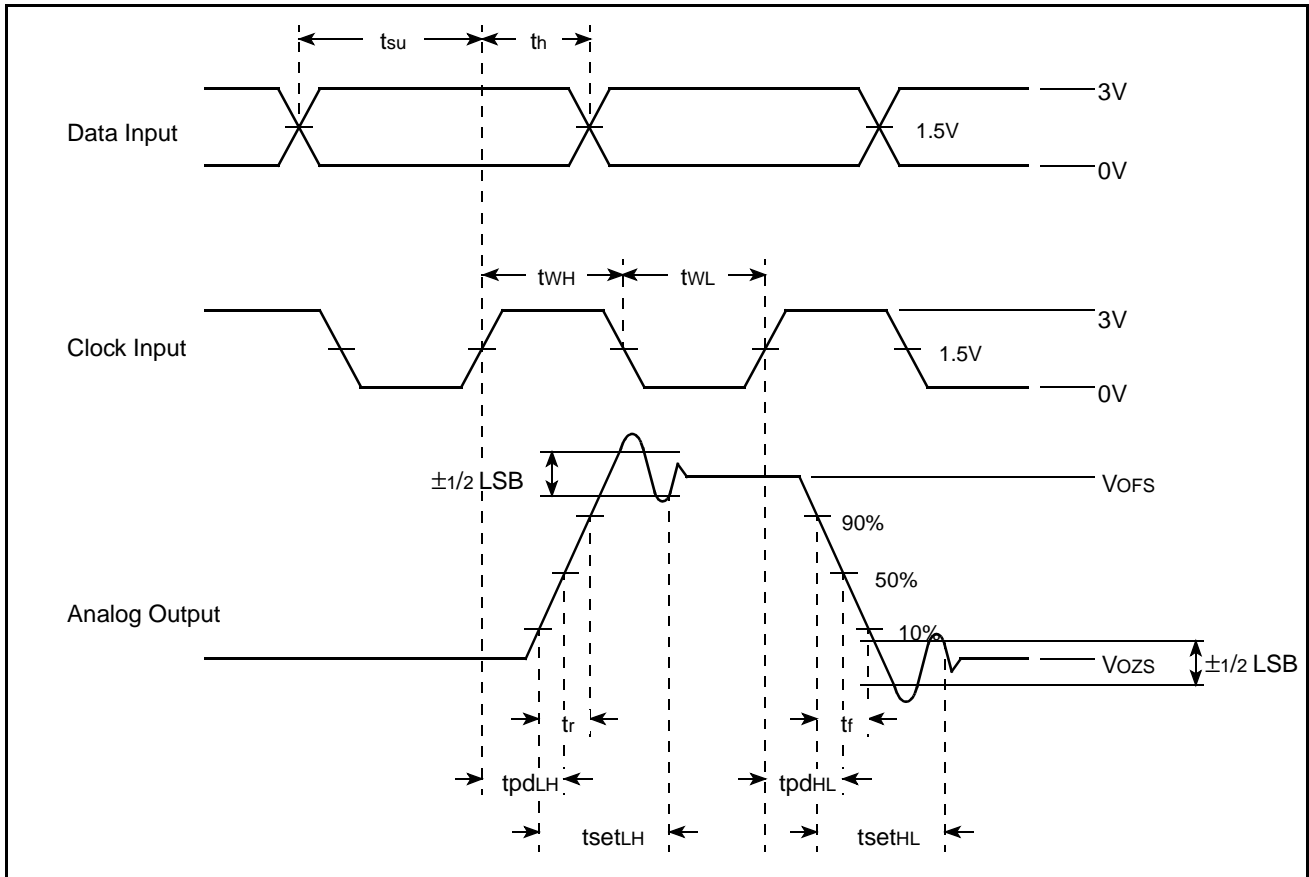 tsu
th
3V
Data Input
1.5V
0V
tWH
tWL
3V
Clock Input
1.5V
0V
±1/2 LSB
VOFS
90%
50%
Analog Output
10%
VOZS
±1/2 LSB
tr
tf
tpdLH
tpdHL
tsetLH
tsetHL